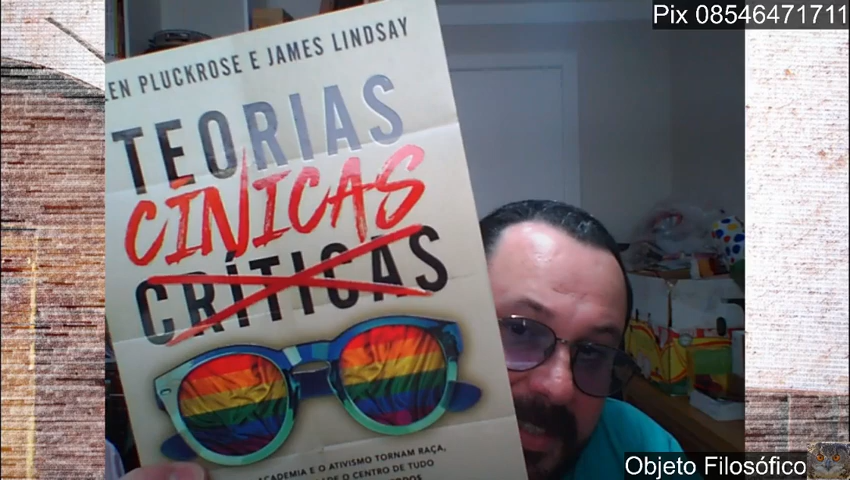 Pix 08546471711
EN PLUCKROSE E JAMES LINDSAY
TEORIAS
CÍNICAS
CRÍTICAS
ACADEMIA E O ATIVISMO TORNAM RAÇA,
ADE O CENTRO DE TUDO
Objeto Filosófico